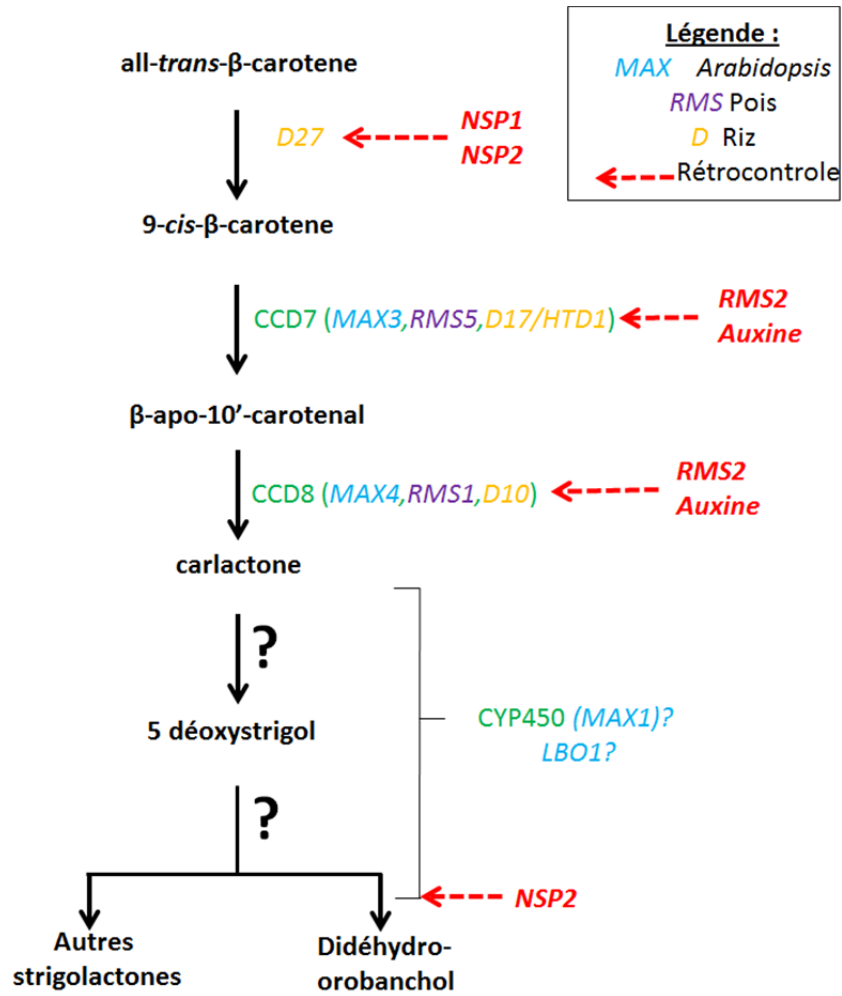 Légende :
MAX Arabidopsis
RMS Pois
D Riz
Rétrocontrole
all-trans-β-carotene
D27
NSP1
NSP2
9-cis-β-carotene
CCD7 (MAX3,RMS5,D17/HTD1)
RMS2
Auxine
β-apo-10’-carotenal
CCD8 (MAX4,RMS1,D10)
RMS2
Auxine
carlactone
?
5 déoxystrigol
CYP450 (MAX1)?
LBO1?
?
NSP2
Autres
strigolactones
Didéhydro-
orobanchol